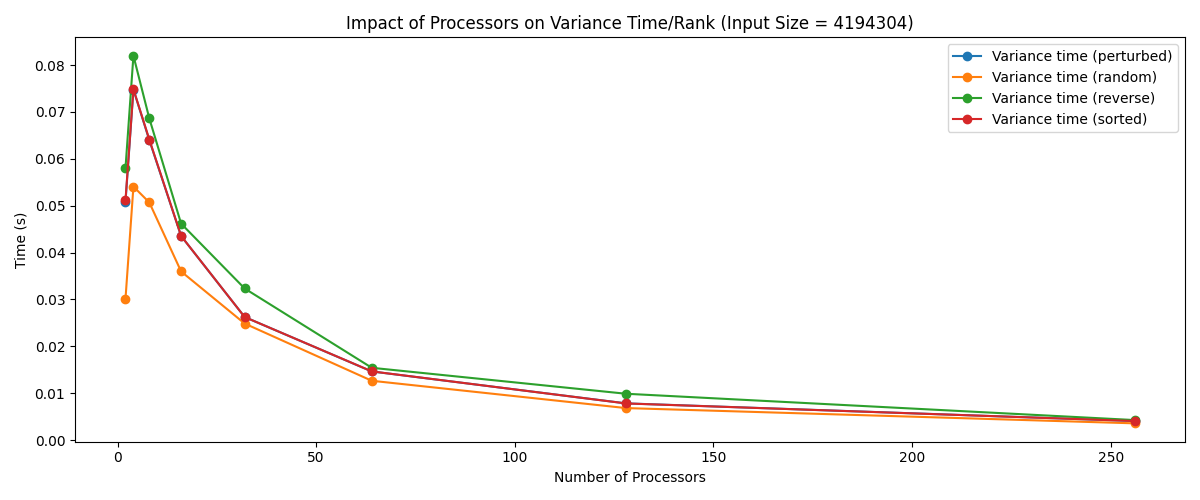 Impact of Processors on Variance Time/Rank (Input Size = 4194304)
Time (s)
0.08
0.07
0.06
0.05
0.04
0.03
0.02
0.01
0.00
Variance time (perturbed)
Variance time (random)
Variance time (reverse)
Variance time (sorted)
0 50 100 150 200 250
Number of Processors